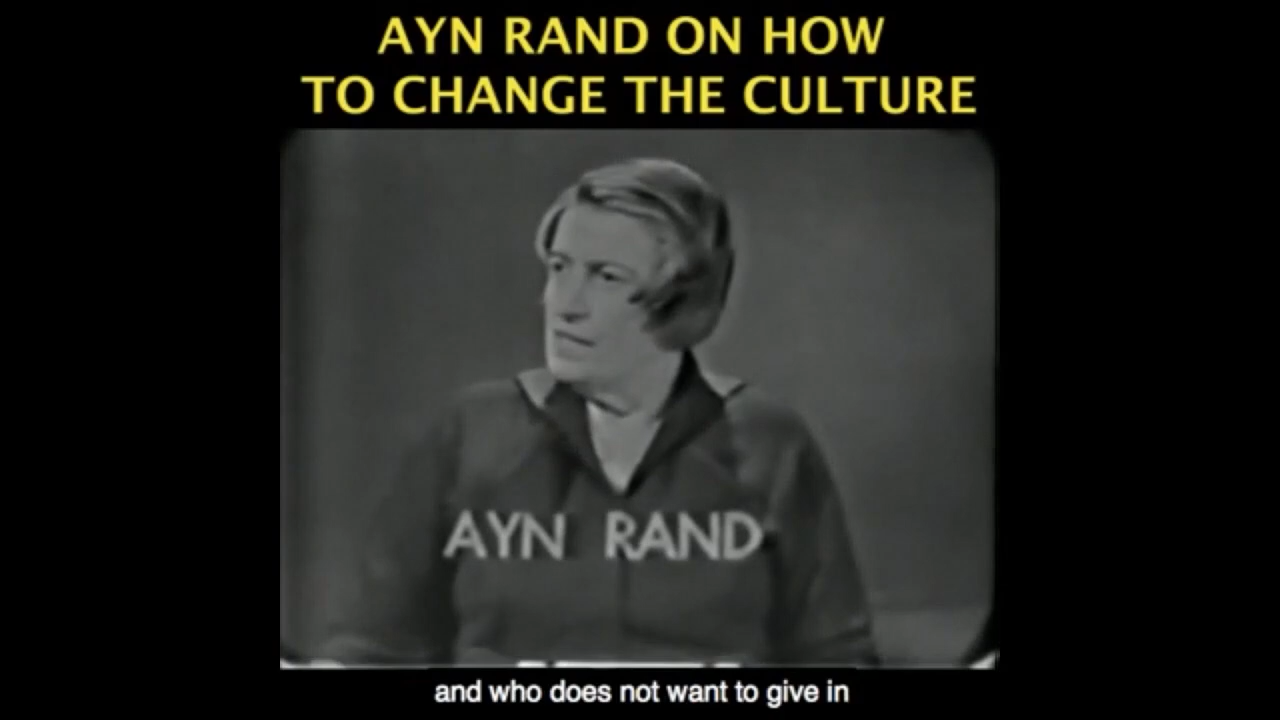 AYN RAND ON HOW
TO CHANGE THE CULTURE
AYN RAND
and who does not want to give in